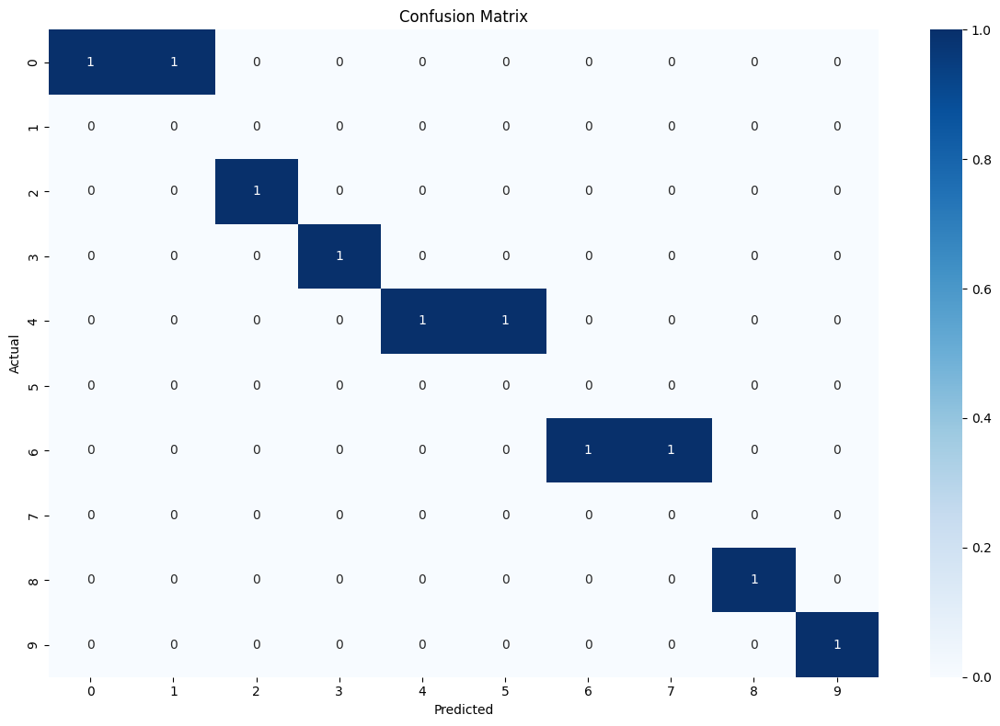 Confusion Matrix
0 1 1 0 0 0 0 0 0 0 0
1 0 0 0 0 0 0 0 0 0 0
2 0 0 1 0 0 0 0 0 0 0
3 0 0 0 1 0 0 0 0 0 0
4 0 0 0 0 1 1 0 0 0 0
5 0 0 0 0 0 0 0 0 0 0
6 0 0 0 0 0 0 1 1 0 0
7 0 0 0 0 0 0 0 0 0 0
8 0 0 0 0 0 0 0 0 1 0
9 0 0 0 0 0 0 0 0 0 1
0 1 2 3 4 5 6 7 8 9
Predicted
Actual
1.0
0.8
0.6
0.4
0.2
0.0